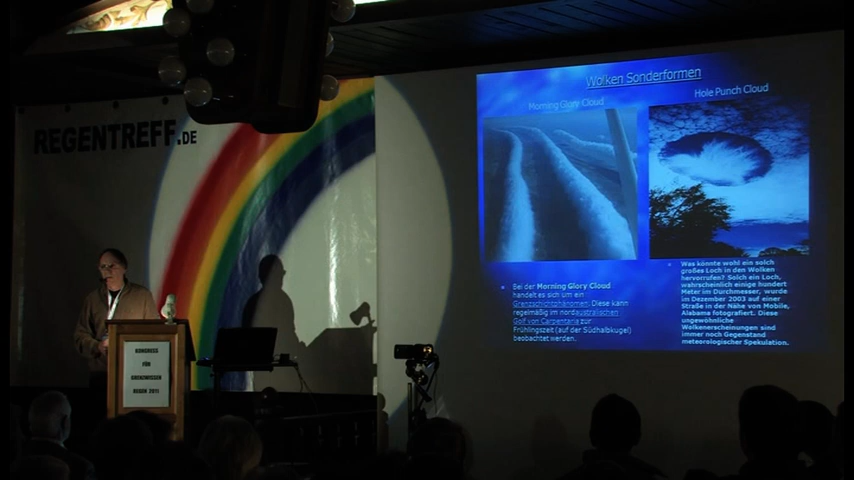 REGENTREFF.DE
KONGRESS
FÜR
GRENZWISSEN
REGEN 2011
Wolken Sonderformen
Morning Glory Cloud
Hole Punch Cloud
Bei der Morning Glory Cloud
handelt es sich um ein
Grenzschichtphänomen. Diese kann
regelmäßig im nordaustralischen
Golf von Carpentaria zur
Frühlingszeit (auf der Südhalbkugel)
beobachtet werden.
Was könnte wohl ein solch
großes Loch in den Wolken
hervorrufen? Solch ein Loch,
wahrscheinlich einige hundert
Meter im Durchmesser, wurde
im Dezember 2003 auf einer
Straße in der Nähe von Mobile,
Alabama fotografiert. Diese
ungewöhnliche
Wolkenerscheinungen sind
immer noch Gegenstand
meteorologischer Spekulation.